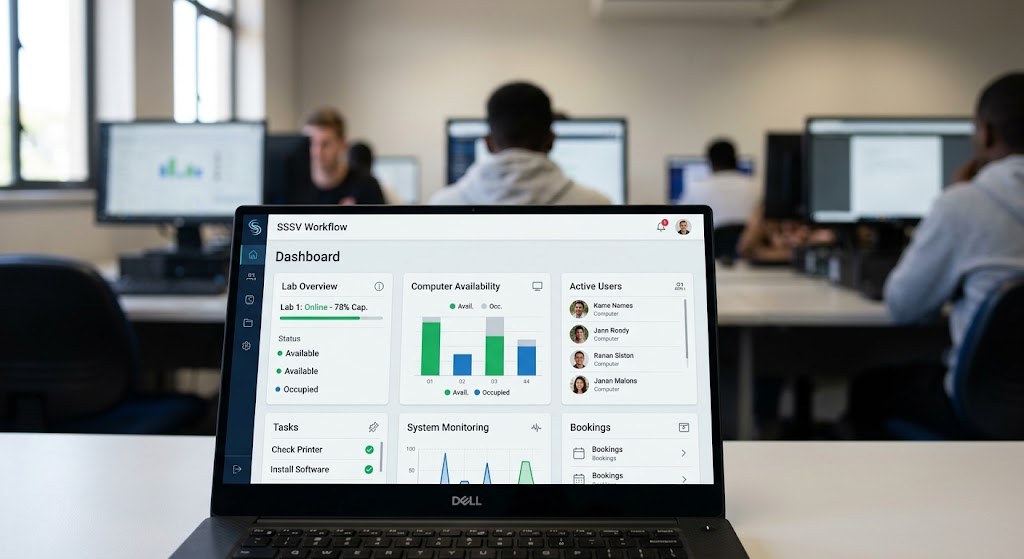 SSSV Workflow
Dashboard
Lab Overview
Lab 1: Online - 78% Cap.
Status
Available
Available
Occupied
Computer Availability
Avail. Occ.
01 02 03 44
Avail. Occupied
Active Users
Kame Names
Computer
Jann Rondy
Computer
Ranan Siston
Computer
Janan Malons
Computer
Tasks
Check Printer
Install Software
System Monitoring
100
50
Bookings
Bookings
Bookings
Bookings
DELL